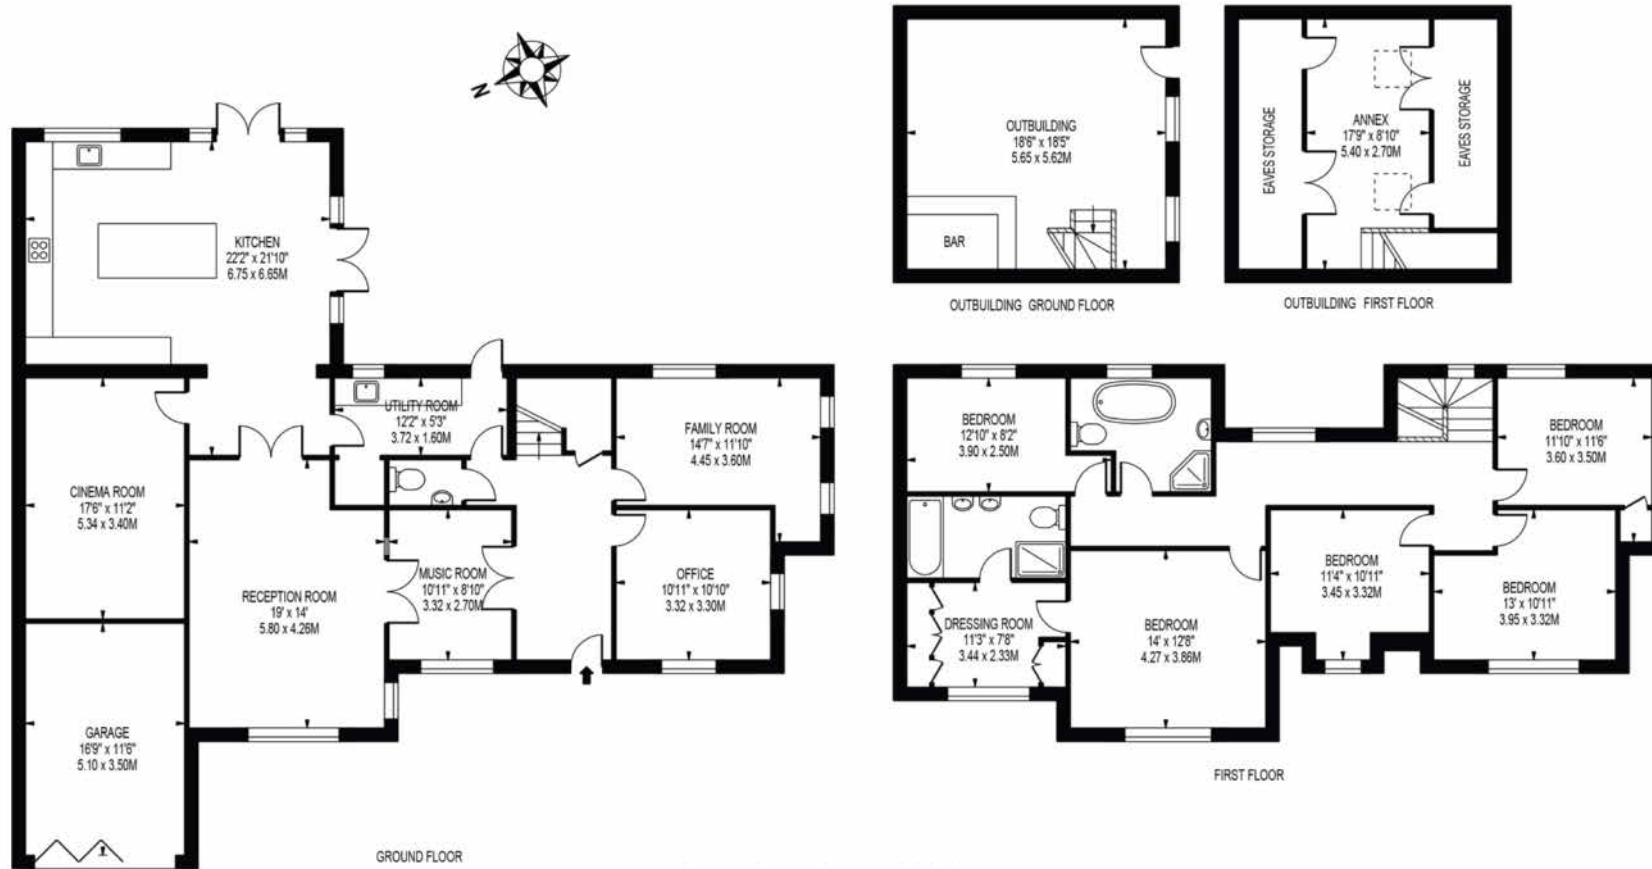 N
KITCHEN
22'2" x 21'10"
6.75 x 6.65M
UTILITY ROOM
12'2" x 5'3"
3.72 x 1.60M
FAMILY ROOM
14'7" x 11'10"
4.45 x 3.60M
CINEMA ROOM
17'6" x 11'2"
5.34 x 3.40M
RECEPTION ROOM
19' x 14'
5.80 x 4.26M
MUSIC ROOM
10'11" x 8'10"
3.32 x 2.70M
OFFICE
10'11" x 10'10"
3.32 x 3.30M
GARAGE
16'9" x 11'6"
5.10 x 3.50M
GROUND FLOOR
OUTBUILDING
18'6" x 18'5"
5.65 x 5.62M
BAR
OUTBUILDING GROUND FLOOR
EAVES STORAGE
ANNEX
17'9" x 8'10"
5.40 x 2.70M
EAVES STORAGE
OUTBUILDING FIRST FLOOR
BEDROOM
12'10" x 8'2"
3.90 x 2.50M
BEDROOM
11'10" x 11'6"
3.60 x 3.50M
DRESSING ROOM
11'3" x 7'8"
3.44 x 2.33M
BEDROOM
14' x 12'8"
4.27 x 3.86M
BEDROOM
11'4" x 10'11"
3.45 x 3.32M
BEDROOM
13' x 10'11"
3.95 x 3.32M
FIRST FLOOR